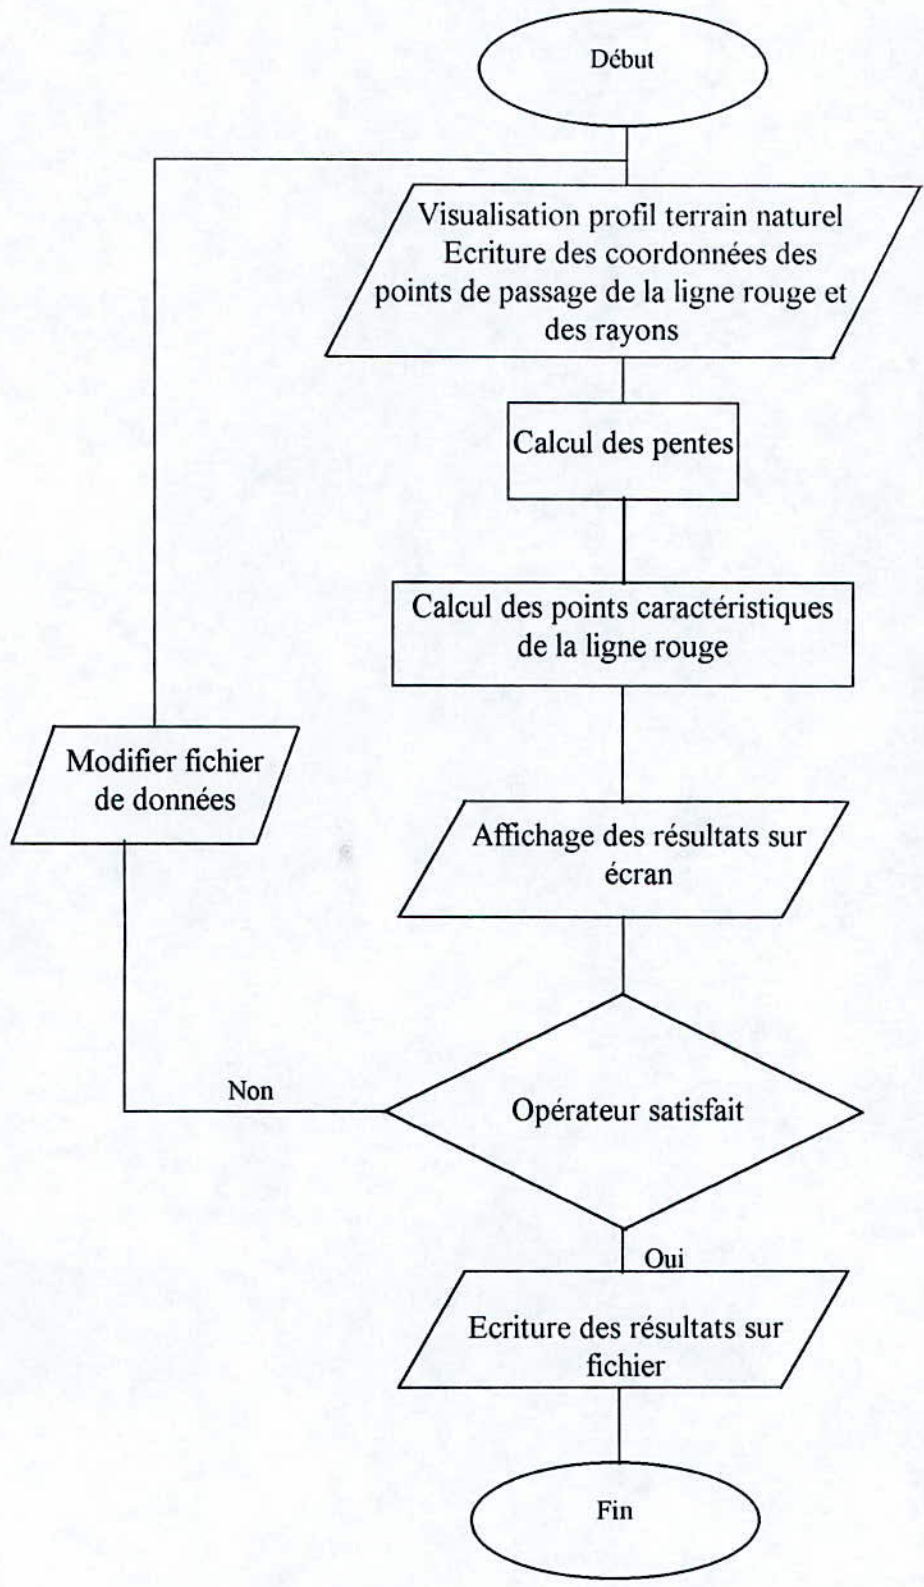 Début
Visualisation profil terrain naturel
Ecriture des coordonnées des
points de passage de la ligne rouge et
des rayons
Calcul des pentes
Calcul des points caractéristiques
de la ligne rouge
Modifier fichier
de données
Affichage des résultats sur
écran
Non
Opérateur satisfait
Oui
Ecriture des résultats sur
fichier
Fin